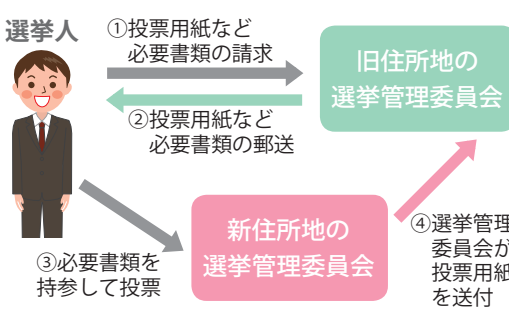 選挙人
①投票用紙など
必要書類の請求
旧住所地の
選挙管理委員会
②投票用紙など
必要書類の郵送
新住所地の
選挙管理委員会
③必要書類を
持参して投票
④選挙管理
委員会が
投票用紙
を送付